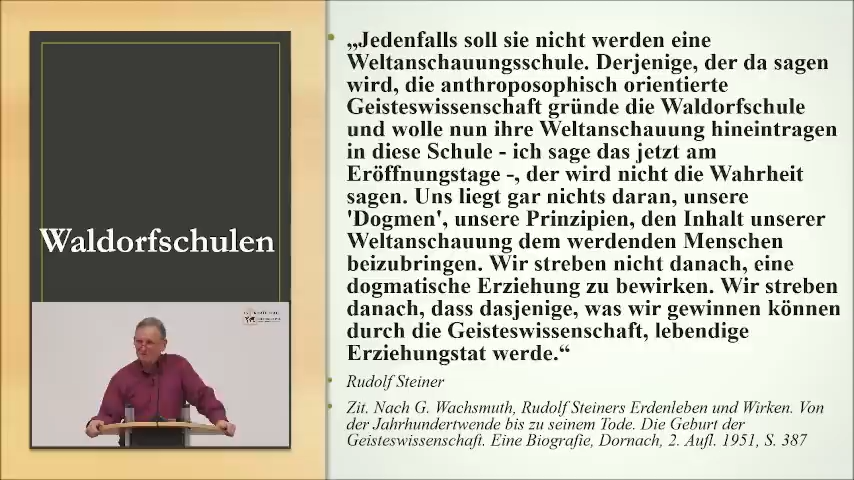 Waldorfschulen
„Jedenfalls soll sie nicht werden eine
Weltanschauungsschule. Derjenige, der da sagen
wird, die anthroposophisch orientierte
Geisteswissenschaft gründe die Waldorfschule
und wolle nun ihre Weltanschauung hineintragen
in diese Schule - ich sage das jetzt am
Eröffnungstage -, der wird nicht die Wahrheit
sagen. Uns liegt gar nichts daran, unsere
'Dogmen', unsere Prinzipien, den Inhalt unserer
Weltanschauung dem werdenden Menschen
beizubringen. Wir streben nicht danach, eine
dogmatische Erziehung zu bewirken. Wir streben
danach, dass dasjenige, was wir gewinnen können
durch die Geisteswissenschaft, lebendige
Erziehungstat werde.“
Rudolf Steiner
Zit. Nach G. Wachsmuth, Rudolf Steiners Erdenleben und Wirken. Von
der Jahrhundertwende bis zu seinem Tode. Die Geburt der
Geisteswissenschaft. Eine Biografie, Dornach, 2. Aufl. 1951, S. 387